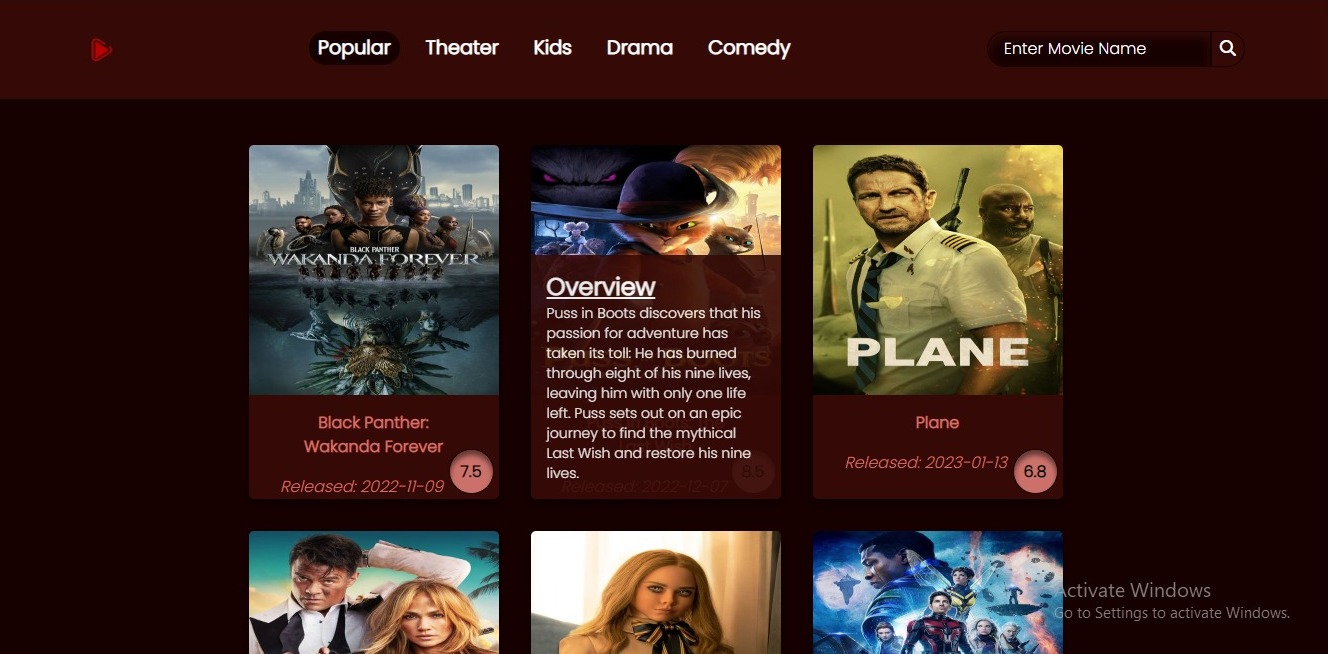 Popular
Theater
Kids
Drama
Comedy
Enter Movie Name
BLACK PANTHER
WAKANDA FOREVER
Black Panther:
Wakanda Forever
7.5
Released: 2022-11-09
Overview
Puss in Boots discovers that his
passion for adventure has
taken its toll: He has burned
through eight of his nine lives,
leaving him with only one life
left. Puss sets out on an epic
journey to find the mythical
Last Wish and restore his nine
lives.
8.5
Released: 2022-12-07
PLANE
Plane
Released: 2023-01-13
6.8
Activate Windows
Go to Settings to activate Windows.